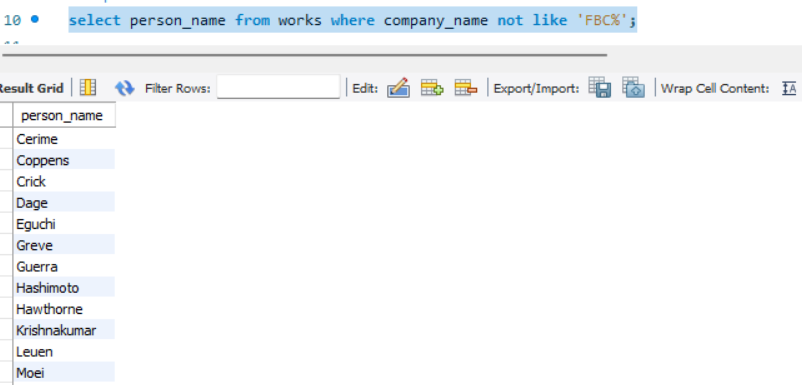 10 select person_name from works where company_name not like 'FBC%';
Result Grid Filter Rows: Edit: Export/Import: Wrap Cell Content: IA
person_name
Cerime
Coppens
Crick
Dage
Eguchi
Greve
Guerra
Hashimoto
Hawthorne
Krishnakumar
Leuen
Moei